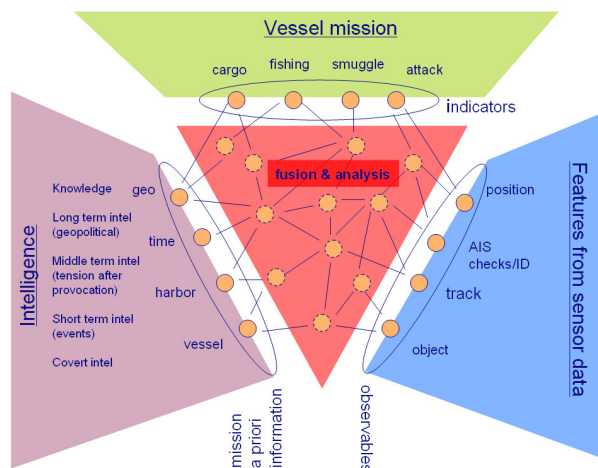 Vessel mission
cargo
fishing
smuggle
attack
indicators
fusion & analysis
Intelligence
Knowledge
Long term intel
(geopolitical)
Middle term intel
(tension after
provocation)
Short term intel
(events)
Covert intel
geo
time
harbor
vessel
position
AIS
checks/ID
track
object
Features from sensor data
mission
a priori
information
observables